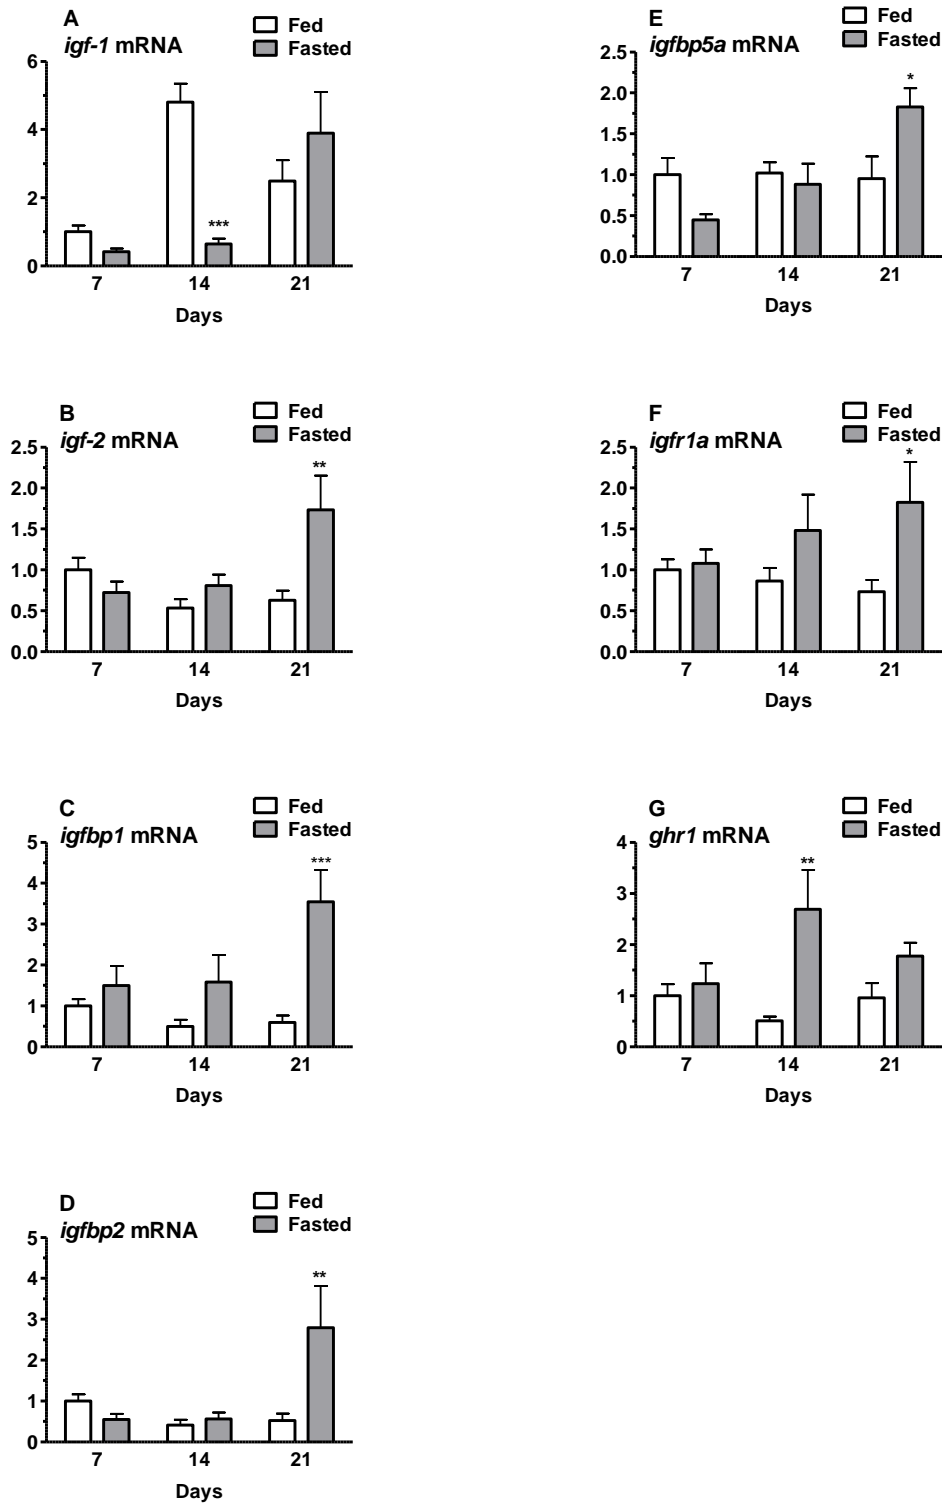 A
igf-1 mRNA
Fed
Fasted
6
4
2
0
***
7 14 21
Days
B
igf-2 mRNA
Fed
Fasted
2.5
2.0
1.5
1.0
0.5
0.0
**
7 14 21
Days
C
igfbp1 mRNA
Fed
Fasted
5
4
3
2
1
0
***
7 14 21
Days
D
igfbp2 mRNA
Fed
Fasted
5
4
3
2
1
0
**
7 14 21
Days
E
igfbp5a mRNA
Fed
Fasted
2.5
2.0
1.5
1.0
0.5
0.0
*
7 14 21
Days
F
igfr1a mRNA
Fed
Fasted
2.5
2.0
1.5
1.0
0.5
0.0
*
7 14 21
Days
G
ghr1 mRNA
Fed
Fasted
4
3
2
1
0
**
7 14 21
Days